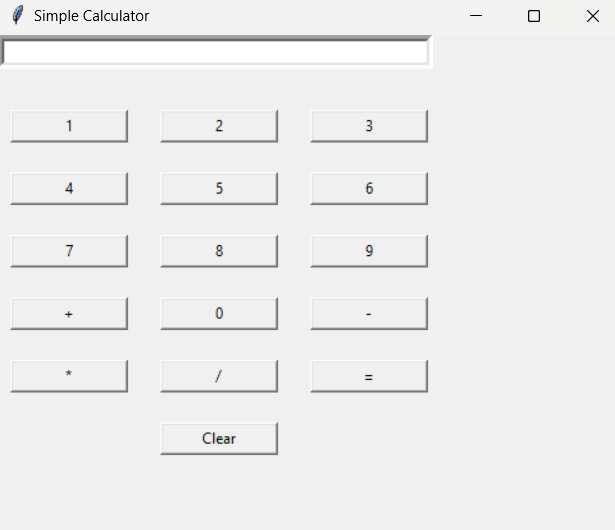 Simple Calculator
1 2 3
4 5 6
7 8 9
+ 0 -
* / =
Clear